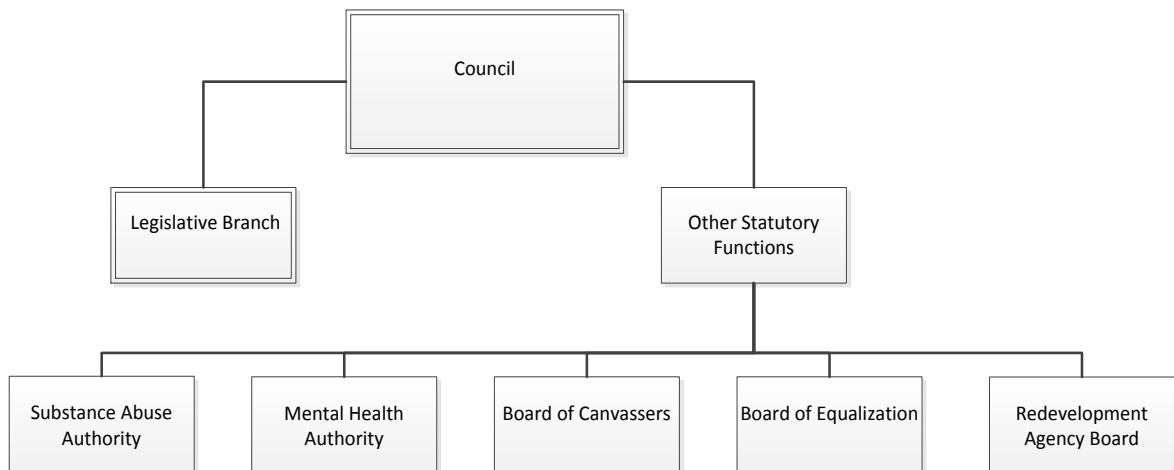 Council
Legislative Branch
Other Statutory
Functions
Substance Abuse
Authority
Mental Health
Authority
Board of Canvassers
Board of Equalization
Redevelopment
Agency Board